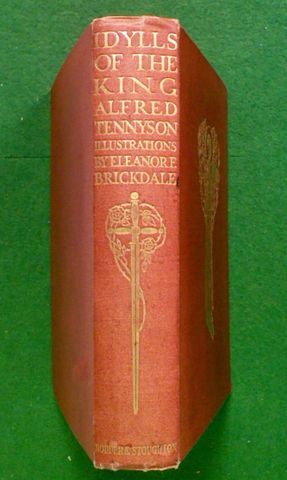 IDYLLS
OF THE
KING
ALFRED
TENNYSON
ILLUSTRATIONS
BY ELEANOR F.
BRICKDALE
HODDER & STOUGHTON